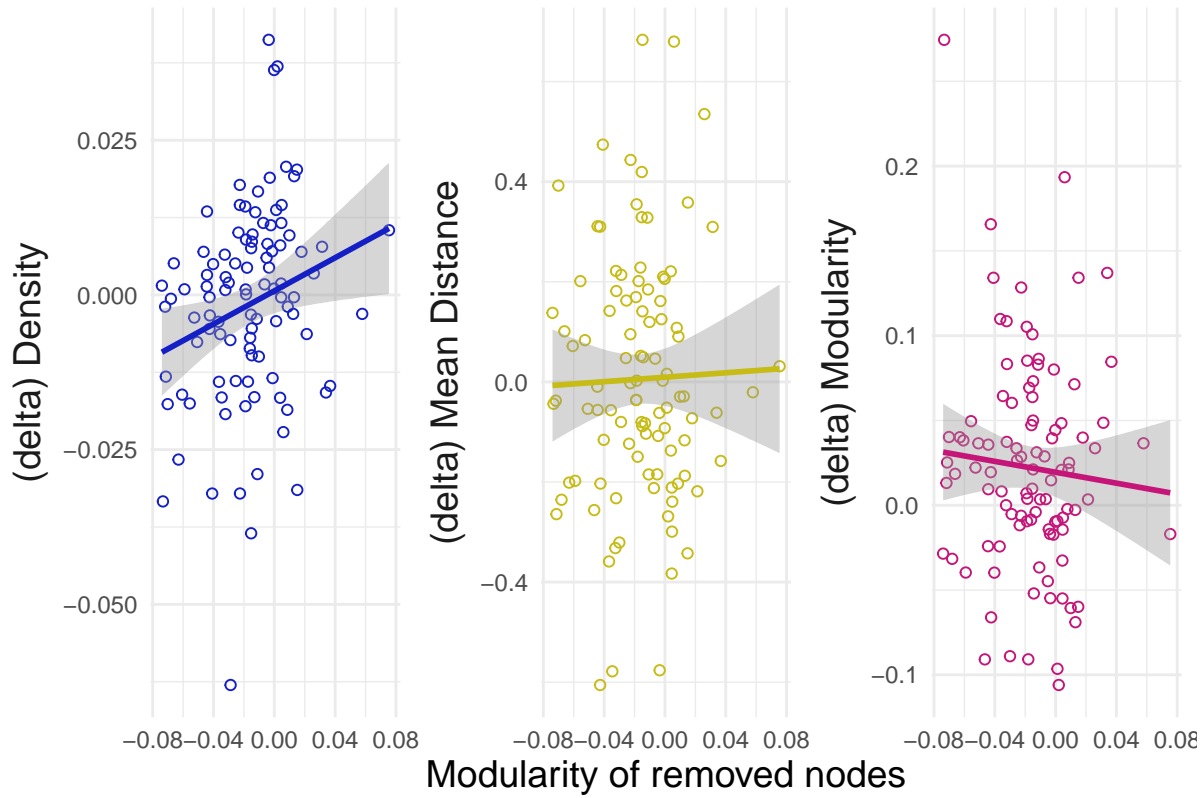 (delta) Density
0.025
0.000
−0.025
−0.050
−0.08 −0.04 0.00 0.04 0.08
(delta) Mean Distance
0.4
0.0
−0.4
−0.08 −0.04 0.00 0.04 0.08
(delta) Modularity
0.2
0.1
0.0
−0.1
−0.08 −0.04 0.00 0.04 0.08
Modularity of removed nodes